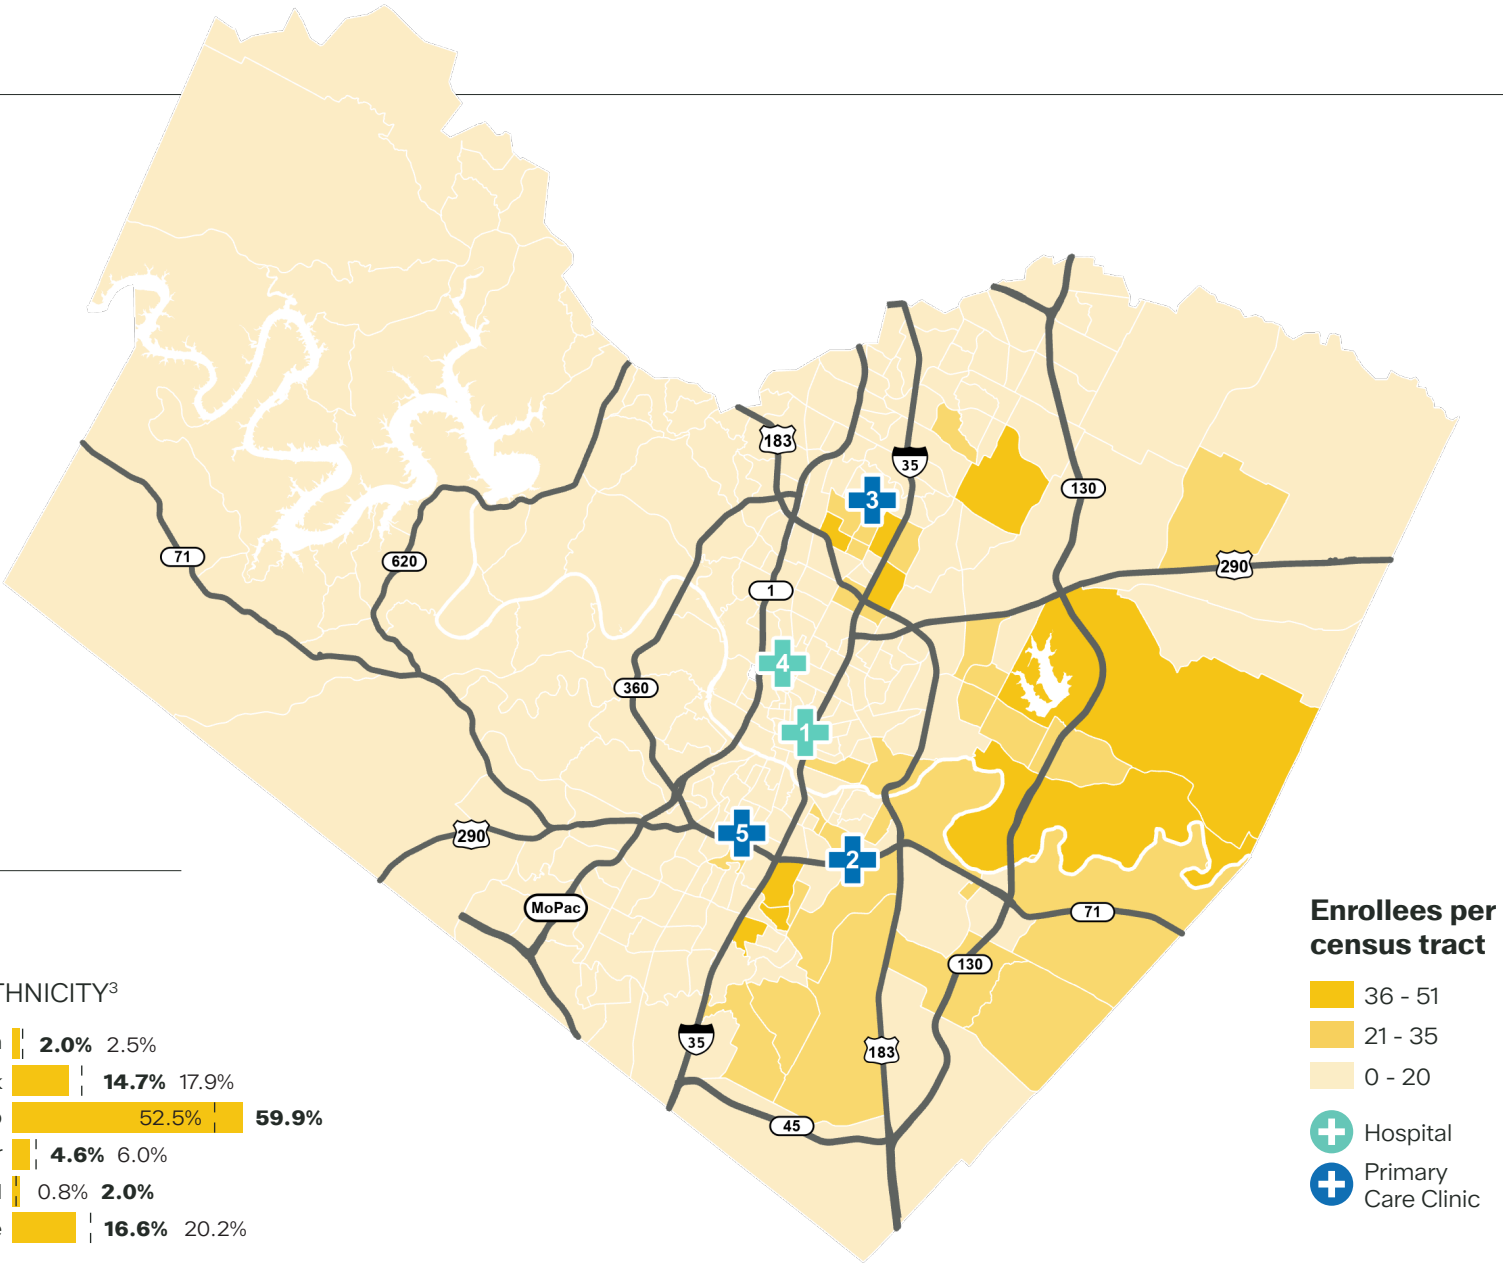 183
35
3
130
71
620
290
1
4
360
1
5
290
2
MoPac
71
130
35
183
45
Enrollees per
census tract
36 - 51
21 - 35
0 - 20
Hospital
Primary
Care Clinic
THNICITY³
2.0% 2.5%
k 14.7% 17.9%
52.5% 59.9%
r 4.6% 6.0%
0.8% 2.0%
e 16.6% 20.2%